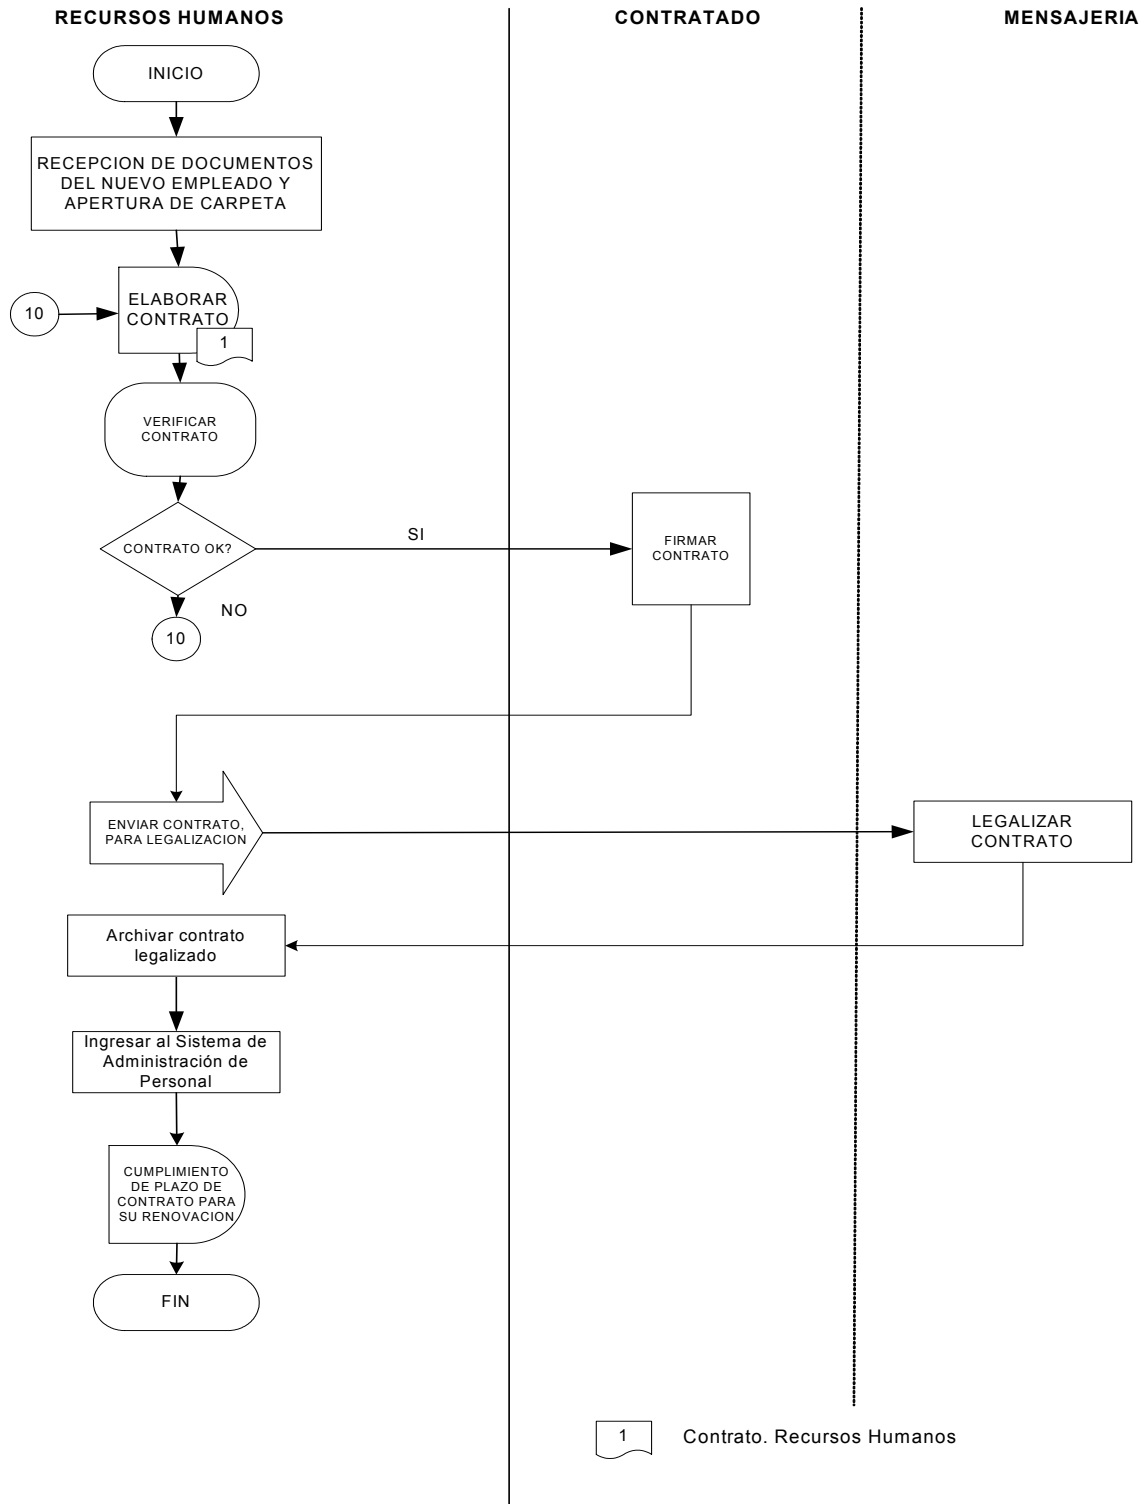 RECURSOS HUMANOS
CONTRATADO
MENSAJERIA
INICIO
RECEPCION DE DOCUMENTOS
DEL NUEVO EMPLEADO Y
APERTURA DE CARPETA
10
ELABORAR
CONTRATO
1
VERIFICAR
CONTRATO
CONTRATO OK?
SI
FIRMAR
CONTRATO
NO
10
ENVIAR CONTRATO,
PARA LEGALIZACION
LEGALIZAR
CONTRATO
Archivar contrato
legalizado
Ingresar al Sistema de
Administración de
Personal
CUMPLIMIENTO
DE PLAZO DE
CONTRATO PARA
SU RENOVACION
FIN
1
Contrato. Recursos Humanos